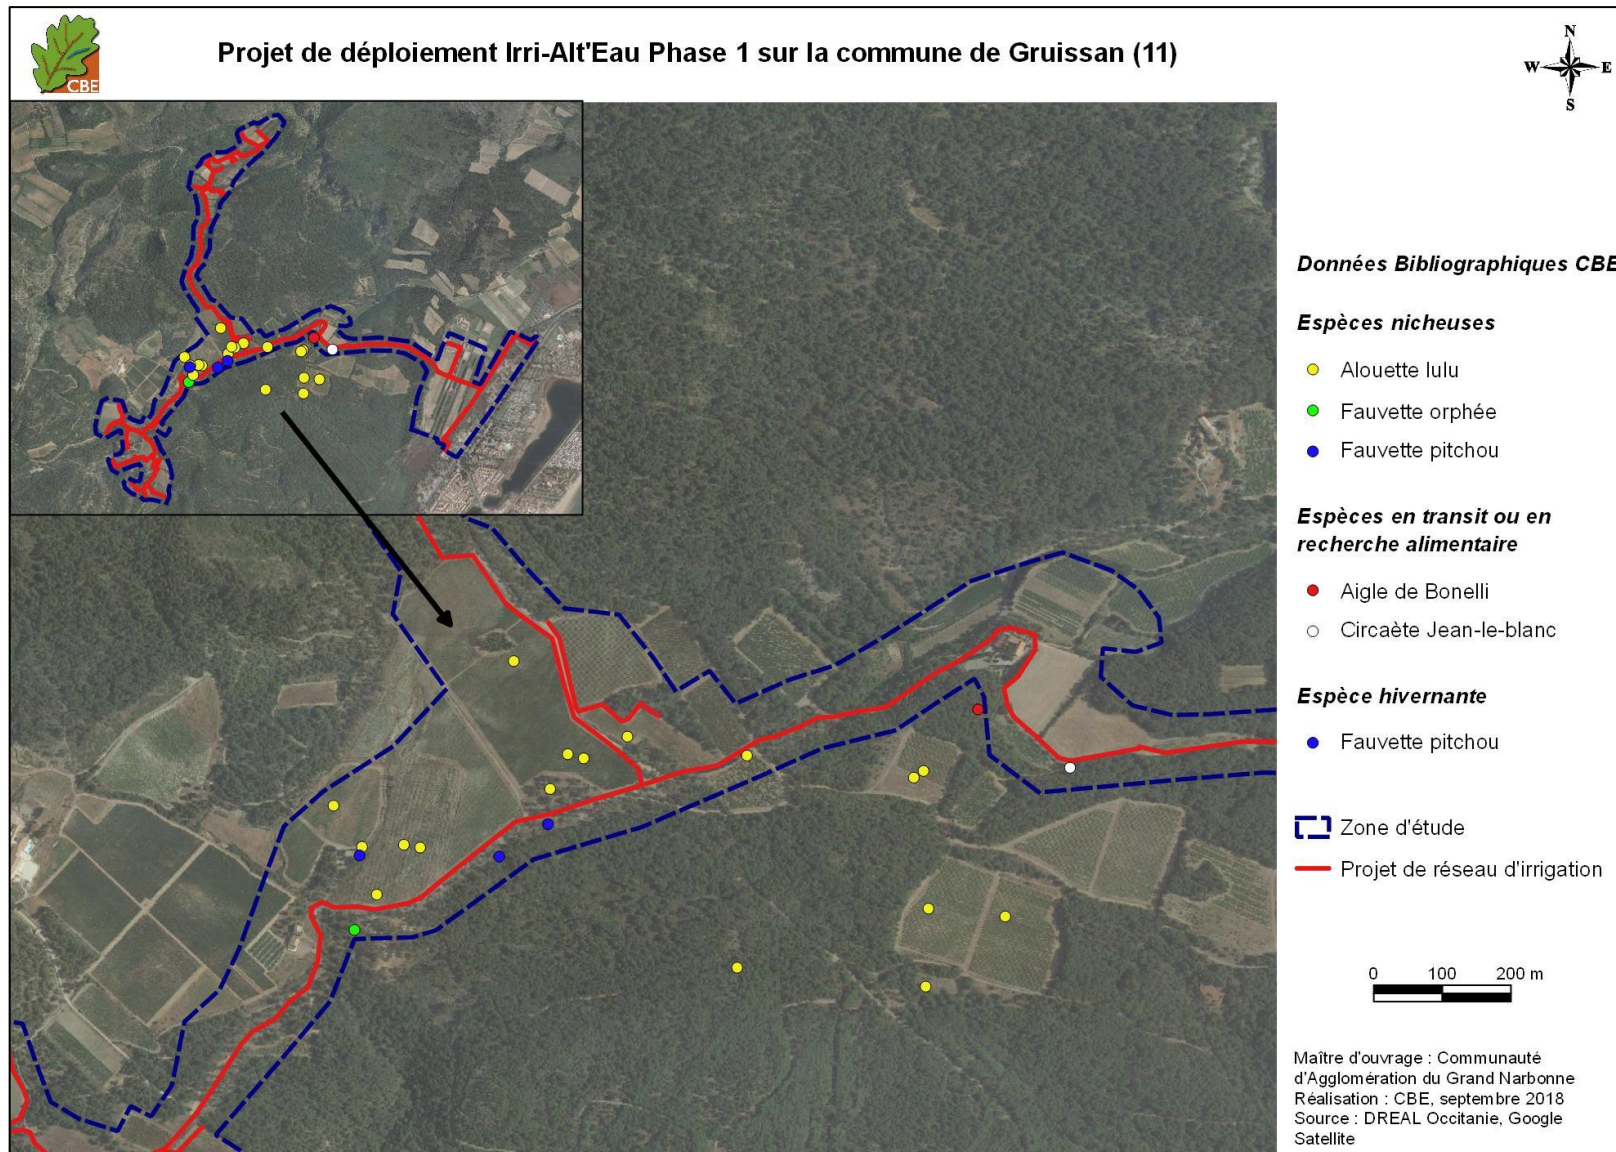 CBE
Projet de déploiement Irri-Alt'Eau Phase 1 sur la commune de Gruissan (11)
N
W E
S
Données Bibliographiques CBE
Espèces nicheuses
Alouette lulu
Fauvette orphée
Fauvette pitchou
Espèces en transit ou en
recherche alimentaire
Aigle de Bonelli
Circaète Jean-le-blanc
Espèce hivernante
Fauvette pitchou
Zone d'étude
Projet de réseau d'irrigation
0 100 200 m
Maître d'ouvrage : Communauté
d'Agglomération du Grand Narbonne
Réalisation : CBE, septembre 2018
Source : DREAL Occitanie, Google
Satellite